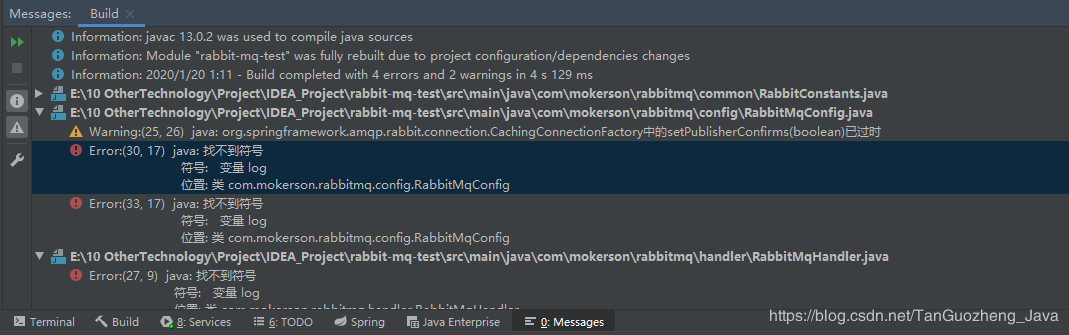 Messages: Build ×
Information: javac 13.0.2 was used to compile java sources
Information: Module "rabbit-mq-test" was fully rebuilt due to project configuration/dependencies changes
Information: 2020/1/20 1:11 - Build completed with 4 errors and 2 warnings in 4 s 129 ms
E:\10 OtherTechnology\Project\IDEA_Project\rabbit-mq-test\src\main\java\com\mokerson\rabbitmq\common\RabbitConstants.java
E:\10 OtherTechnology\Project\IDEA_Project\rabbit-mq-test\src\main\java\com\mokerson\rabbitmq\config\RabbitMqConfig.java
Warning:(25, 26) java: org.springframework.amqp.rabbit.connection.CachingConnectionFactory中的setPublisherConfirms(boolean)已过时
Error:(30, 17) java: 找不到符号
符号: 变量 log
位置: 类 com.mokerson.rabbitmq.config.RabbitMqConfig
Error:(33, 17) java: 找不到符号
符号: 变量 log
位置: 类 com.mokerson.rabbitmq.config.RabbitMqConfig
E:\10 OtherTechnology\Project\IDEA_Project\rabbit-mq-test\src\main\java\com\mokerson\rabbitmq\handler\RabbitMqHandler.java
Error:(27, 9) java: 找不到符号
符号: 变量 log
位置: 类 com.mokerson.rabbitmq.handler.RabbitMqHandler
Terminal Build 8: Services 6: TODO Spring Java Enterprise 0: Messages
https://blog.csdn.net/TanGuozheng_Java